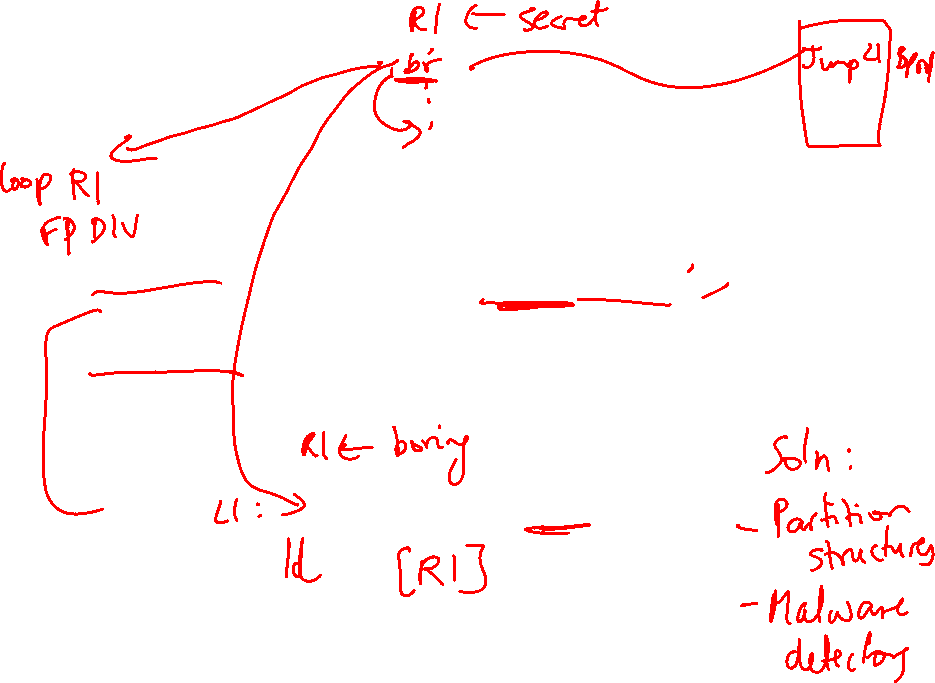 R1 ← secret
br
Jump L1
loop R1
FP DIV
R1 ← boring
L1 :
ld [R1]
Soln :
- Partition
structures
- Malware
detectors